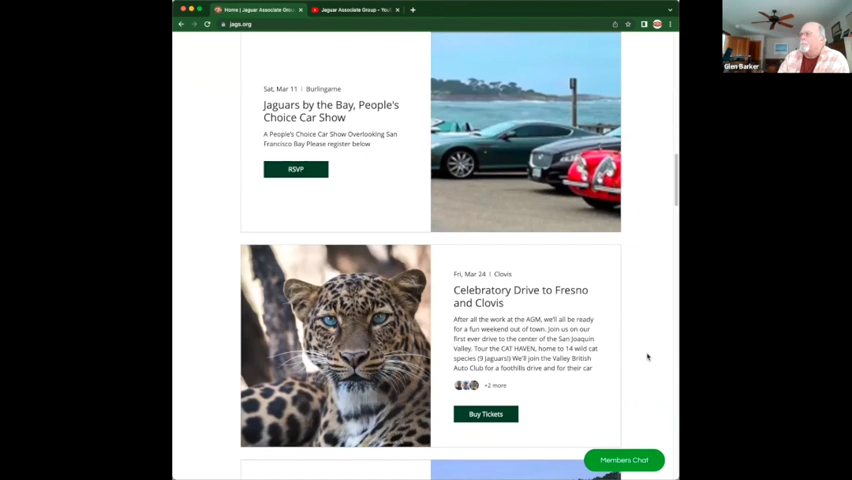 Home | Jaguar Associate Group
Jaguar Associate Group - You
jags.org
Glen Barker
Sat, Mar 11 | Burlingame
Jaguars by the Bay, People's
Choice Car Show
A People's Choice Car Show Overlooking San
Francisco Bay Please register below
RSVP
Fri, Mar 24 | Clovis
Celebratory Drive to Fresno
and Clovis
After all the work at the AGM, we'll all be ready
for a fun weekend out of town. Join us on our
first ever drive to the center of the San Joaquin
Valley. Tour the CAT HAVEN, home to 14 wild cat
species (9 Jaguars!) We'll join the Valley British
Auto Club for a foothills drive and for their car
+2 more
Buy Tickets
Members Chat